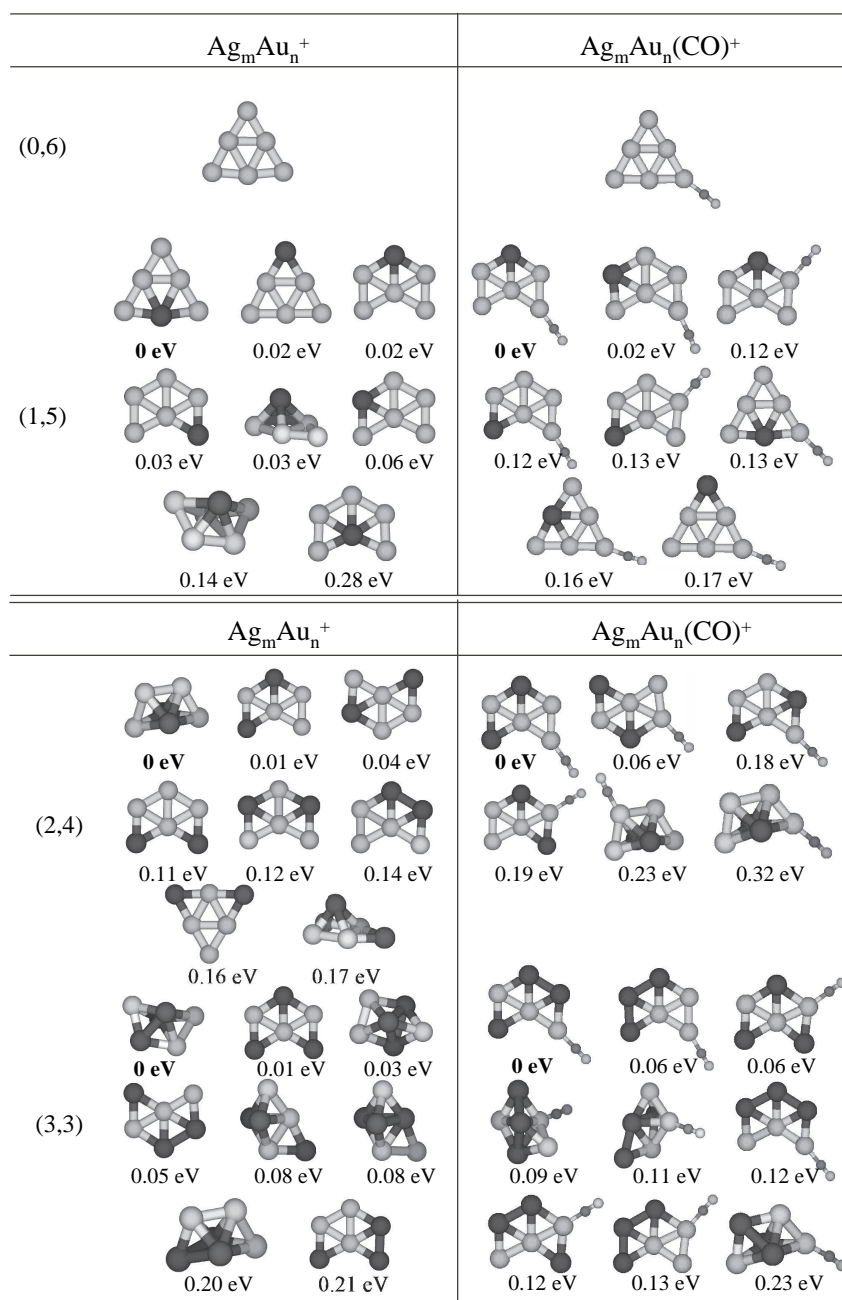 AgmAun+ AgmAun(CO)+
(0,6)
0 eV 0.02 eV 0.02 eV 0 eV 0.02 eV 0.12 eV
(1,5)
0.03 eV 0.03 eV 0.06 eV 0.12 eV 0.13 eV 0.13 eV
0.14 eV 0.28 eV 0.16 eV 0.17 eV
AgmAun+ AgmAun(CO)+
0 eV 0.01 eV 0.04 eV 0 eV 0.06 eV 0.18 eV
(2,4)
0.11 eV 0.12 eV 0.14 eV 0.19 eV 0.23 eV 0.32 eV
0.16 eV 0.17 eV
0 eV 0.01 eV 0.03 eV 0 eV 0.06 eV 0.06 eV
(3,3)
0.05 eV 0.08 eV 0.08 eV 0.09 eV 0.11 eV 0.12 eV
0.20 eV 0.21 eV 0.12 eV 0.13 eV 0.23 eV